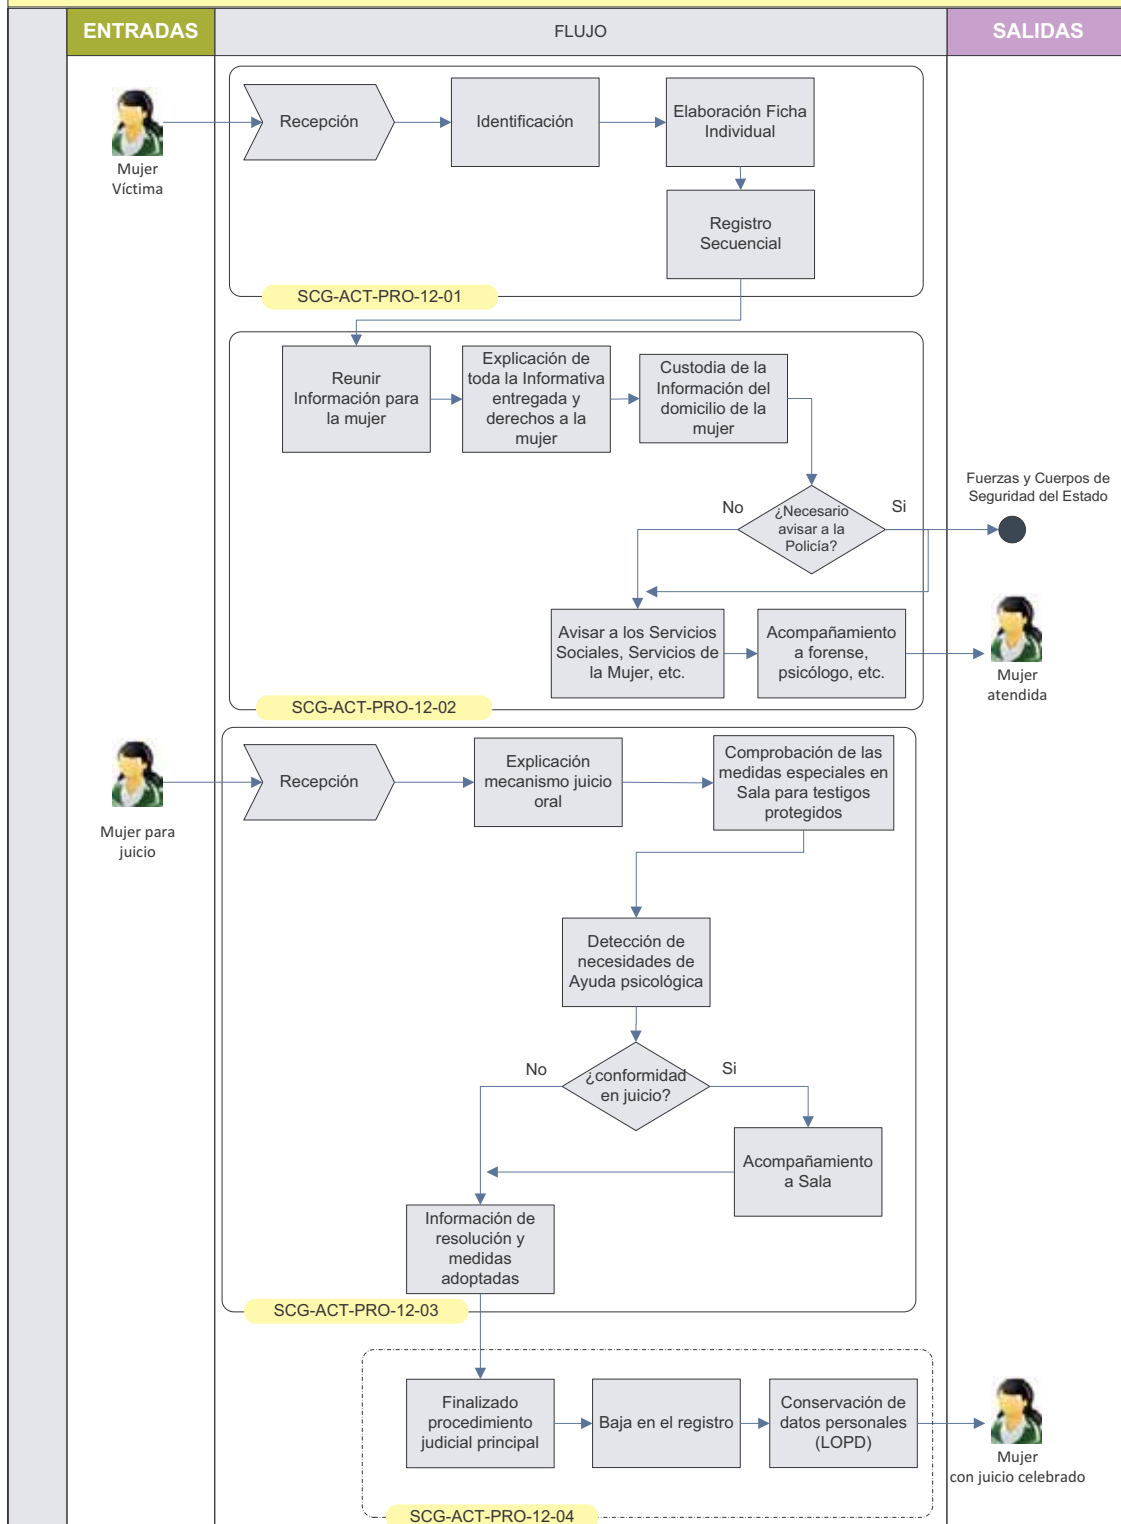 ENTRADAS
FLUJO
SALIDAS
Mujer
Víctima
Recepción
Identificación
Elaboración Ficha
Individual
Registro
Secuencial
SCG-ACT-PRO-12-01
Reunir
Información para
la mujer
Explicación de
toda la Informativa
entregada y
derechos a la
mujer
Custodia de la
Información del
domicilio de la
mujer
No
¿Necesario
avisar a la
Policía?
Si
Fuerzas y Cuerpos de
Seguridad del Estado
Avisar a los Servicios
Sociales, Servicios de
la Mujer, etc.
Acompañamiento
a forense,
psicólogo, etc.
Mujer
atendida
SCG-ACT-PRO-12-02
Mujer para
juicio
Recepción
Explicación
mecanismo juicio
oral
Comprobación de las
medidas especiales en
Sala para testigos
protegidos
Detección de
necesidades de
Ayuda psicológica
No
¿conformidad
en juicio?
Si
Acompañamiento
a Sala
Información de
resolución y
medidas
adoptadas
SCG-ACT-PRO-12-03
Finalizado
procedimiento
judicial principal
Baja en el registro
Conservación de
datos personales
(LOPD)
Mujer
con juicio celebrado
SCG-ACT-PRO-12-04